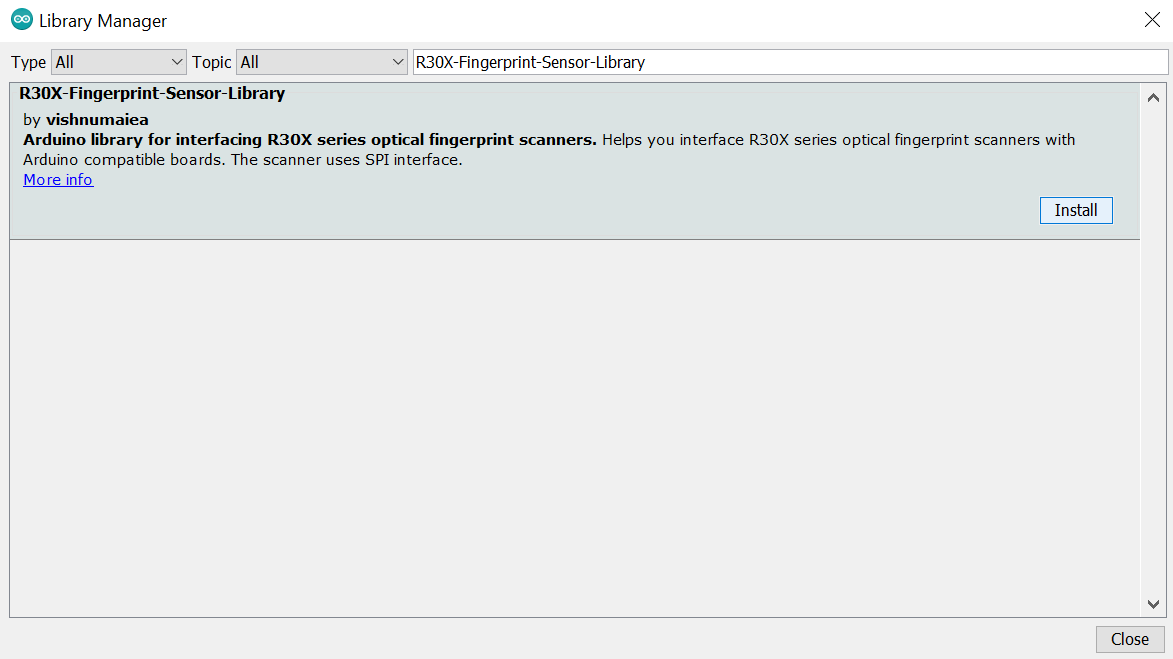 Library Manager
Type All Topic All R30X-Fingerprint-Sensor-Library
R30X-Fingerprint-Sensor-Library
by vishnumaiea
Arduino library for interfacing R30X series optical fingerprint scanners. Helps you interface R30X series optical fingerprint scanners with
Arduino compatible boards. The scanner uses SPI interface.
More info
Install
Close